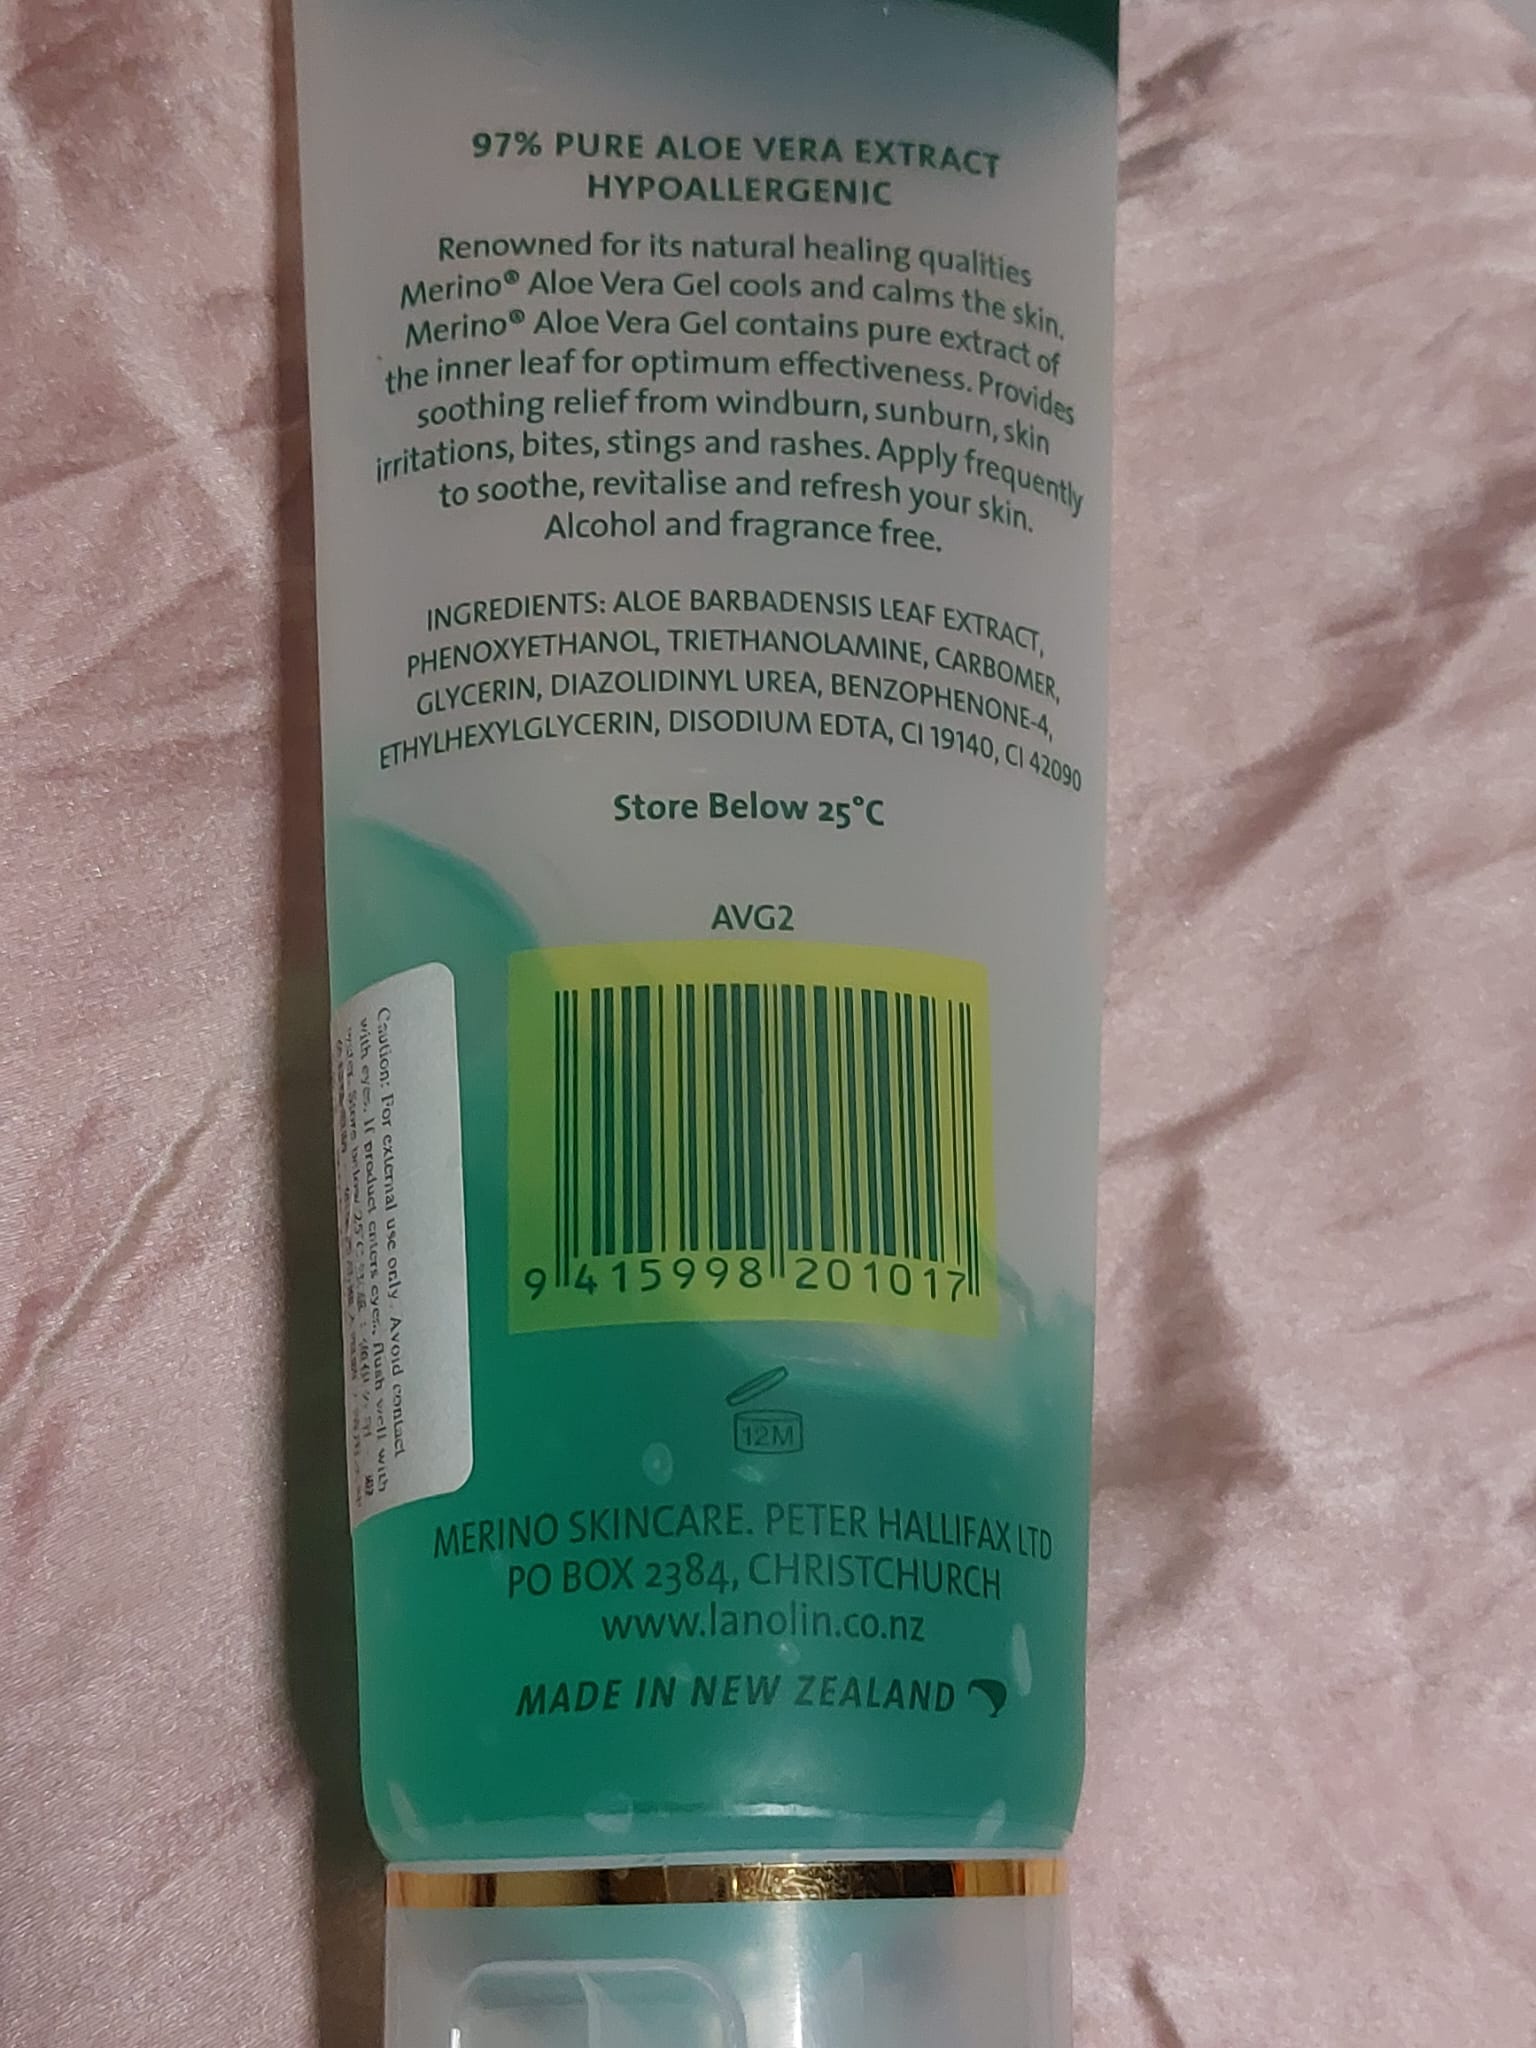 97% PURE ALOE VERA EXTRACT
HYPOALLERGENIC
Renowned for its natural healing qualities
Merino® Aloe Vera Gel cools and calms the skin.
Merino® Aloe Vera Gel contains pure extract of
the inner leaf for optimum effectiveness. Provides
soothing relief from windburn, sunburn, skin
irritations, bites, stings and rashes. Apply frequently
to soothe, revitalise and refresh your skin.
Alcohol and fragrance free.
INGREDIENTS: ALOE BARBADENSIS LEAF EXTRACT,
PHENOXYETHANOL, TRIETHANOLAMINE, CARBOMER,
GLYCERIN, DIAZOLIDINYL UREA, BENZOPHENONE-4,
ETHYLHEXYLGLYCERIN, DISODIUM EDTA, CI 19140, CI 42090
Store Below 25°C
AVG2
9 415998 201017
Caution: For external use only. Avoid contact
with eyes. If product enters eyes, flush well with
water. Store below 25°C
12M
MERINO SKINCARE. PETER HALLIFAX LTD
PO BOX 2384, CHRISTCHURCH
www.lanolin.co.nz
MADE IN NEW ZEALAND